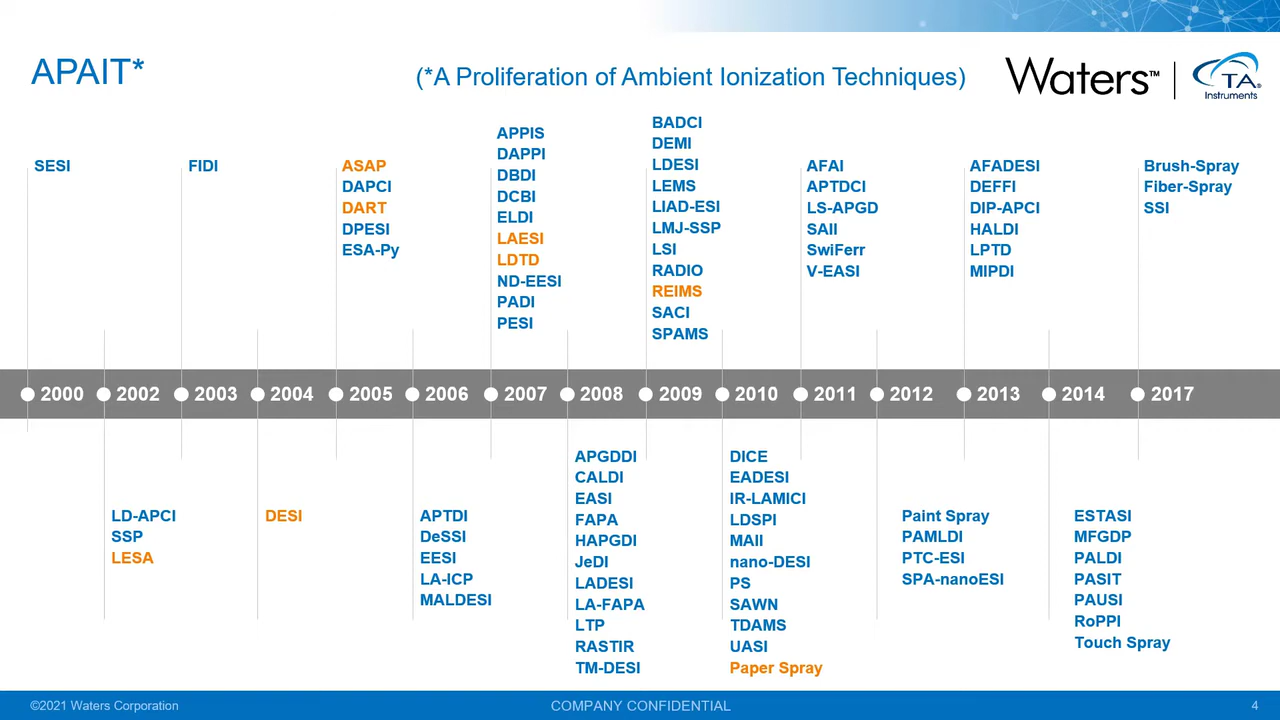 APAIT*
(*A Proliferation of Ambient Ionization Techniques)
Waters™
TA®
Instruments
SESI
FIDI
ASAP
DAPCI
DART
DPESI
ESA-Py
APPIS
DAPPI
DBDI
DCBI
ELDI
LAESI
LDTD
ND-EESI
PADI
PESI
BADCI
DEMI
LDESI
LEMS
LIAD-ESI
LMJ-SSP
LSI
RADIO
REIMS
SACI
SPAMS
AFAI
APTDCI
LS-APGD
SAII
SwiFerr
V-EASI
AFADESI
DEFFI
DIP-APCI
HALDI
LPTD
MIPDI
Brush-Spray
Fiber-Spray
SSI
2000 2002 2003 2004 2005 2006 2007 2008 2009 2010 2011 2012 2013 2014 2017
LD-APCI
SSP
LESA
DESI
APTDI
DeSSI
EESI
LA-ICP
MALDESI
APGDDI
CALDI
EASI
FAPA
HAPGDI
JeDI
LADESI
LA-FAPA
LTP
RASTIR
TM-DESI
DICE
EADESI
IR-LAMICI
LDSPI
MAII
nano-DESI
PS
SAWN
TDAMS
UASI
Paper Spray
Paint Spray
PAMLDI
PTC-ESI
SPA-nanoESI
ESTASI
MFGDP
PALDI
PASIT
PAUSI
RoPPI
Touch Spray
©2021 Waters Corporation
COMPANY CONFIDENTIAL
4